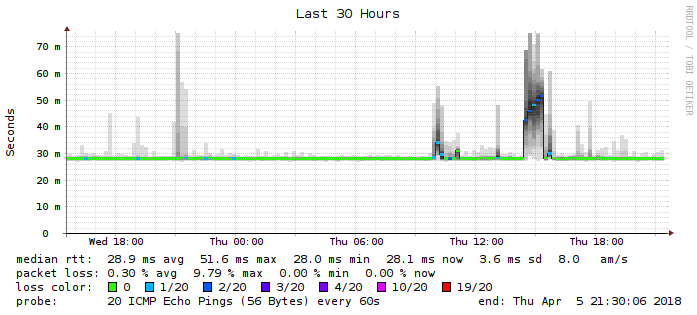 Last 30 Hours
RRDTOOL / TOBI OETIKER
Seconds
70 m
60 m
50 m
40 m
30 m
20 m
10 m
0
Wed 18:00 Thu 00:00 Thu 06:00 Thu 12:00 Thu 18:00
median rtt: 28.9 ms avg 51.6 ms max 28.0 ms min 28.1 ms now 3.6 ms sd 8.0 am/s
packet loss: 0.30 % avg 9.79 % max 0.00 % min 0.00 % now
loss color: 0 1/20 2/20 3/20 4/20 10/20 19/20
probe: 20 ICMP Echo Pings (56 Bytes) every 60s end: Thu Apr 5 21:30:06 2018